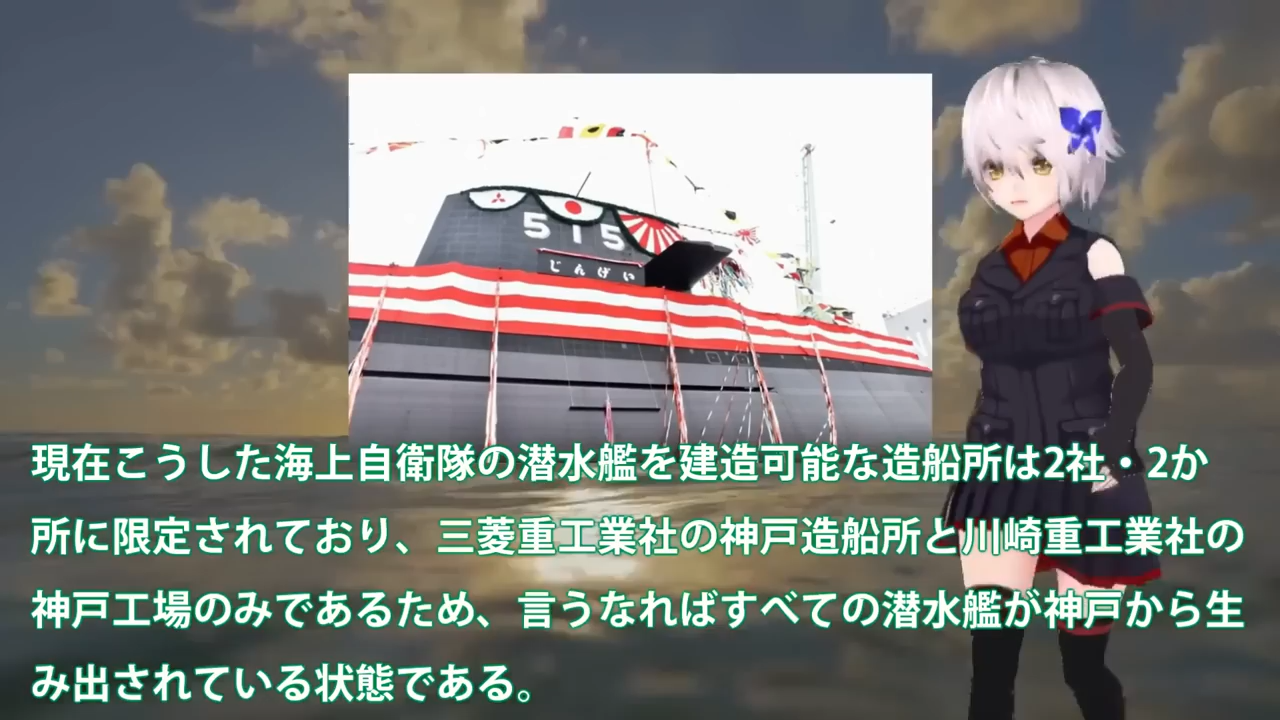 515
じんげい
現在こうした海上自衛隊の潜水艦を建造可能な造船所は2社・2か
所に限定されており、三菱重工業社の神戸造船所と川崎重工業社の
神戸工場のみであるため、言うなればすべての潜水艦が神戸から生
み出されている状態である。